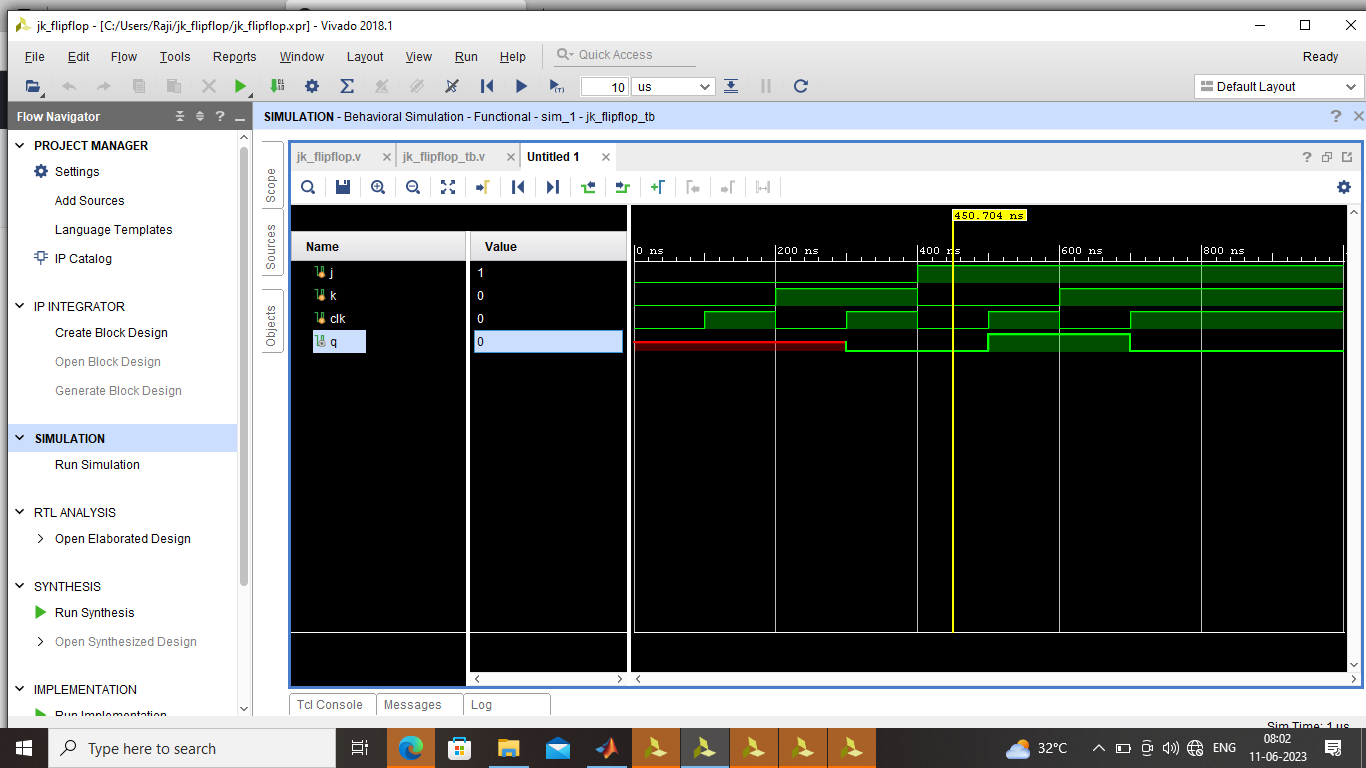 jk_flipflop - [C:/Users/Raji/jk_flipflop/jk_flipflop.xpr] - Vivado 2018.1
File Edit Flow Tools Reports Window Layout View Run Help Quick Access Ready
10 us Default Layout
Flow Navigator
SIMULATION - Behavioral Simulation - Functional - sim_1 - jk_flipflop_tb
PROJECT MANAGER
Settings
Add Sources
Language Templates
IP Catalog
IP INTEGRATOR
Create Block Design
Open Block Design
Generate Block Design
SIMULATION
Run Simulation
RTL ANALYSIS
Open Elaborated Design
SYNTHESIS
Run Synthesis
Open Synthesized Design
IMPLEMENTATION
Run Implementation
Scope
Sources
Objects
jk_flipflop.v jk_flipflop_tb.v Untitled 1
450.704 ns
Name Value 0 ns 200 ns 400 ns 600 ns 800 ns
j 1
k 0
clk 0
q 0
Tcl Console Messages Log
Sim Time: 1 us
Type here to search
32°C ENG
08:02
11-06-2023